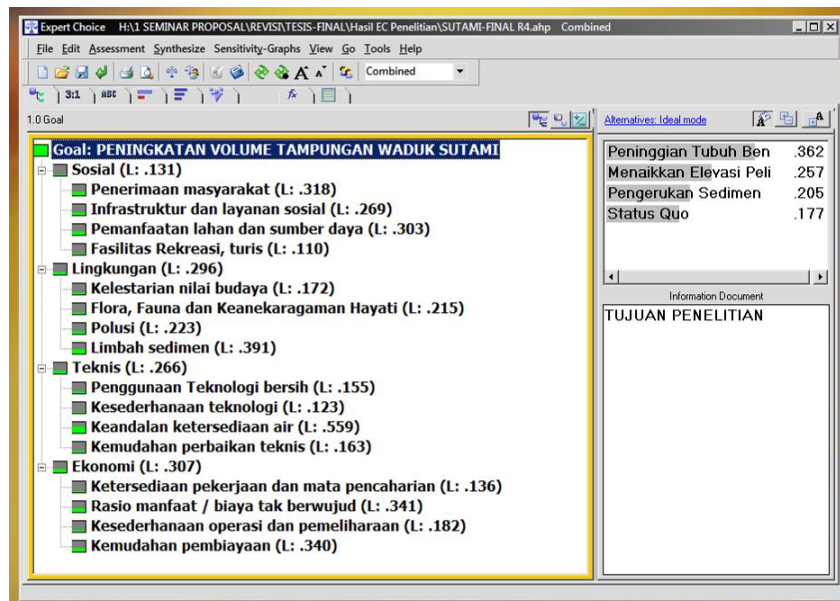 Expert Choice H:\1 SEMINAR PROPOSAL\REVISI\TESIS-FINAL\Hasil EC Penelitian\SUTAMI-FINAL R4.ahp Combined
File Edit Assessment Synthesize Sensitivity-Graphs View Go Tools Help
A A Combined
3:1 ABC fx
1.0 Goal
Goal: PENINGKATAN VOLUME TAMPUNGAN WADUK SUTAMI
Sosial (L: .131)
Penerimaan masyarakat (L: .318)
Infrastruktur dan layanan sosial (L: .269)
Pemanfaatan lahan dan sumber daya (L: .303)
Fasilitas Rekreasi, turis (L: .110)
Lingkungan (L: .296)
Kelestarian nilai budaya (L: .172)
Flora, Fauna dan Keanekaragaman Hayati (L: .215)
Polusi (L: .223)
Limbah sedimen (L: .391)
Teknis (L: .266)
Penggunaan Teknologi bersih (L: .155)
Kesederhanaan teknologi (L: .123)
Keandalan ketersediaan air (L: .559)
Kemudahan perbaikan teknis (L: .163)
Ekonomi (L: .307)
Ketersediaan pekerjaan dan mata pencaharian (L: .136)
Rasio manfaat / biaya tak berwujud (L: .341)
Kesederhanaan operasi dan pemeliharaan (L: .182)
Kemudahan pembiayaan (L: .340)
Alternatives: Ideal mode
Peninggian Tubuh Ben .362
Menaikkan Elevasi Peli .257
Pengerukan Sedimen .205
Status Quo .177
Information Document
TUJUAN PENELITIAN